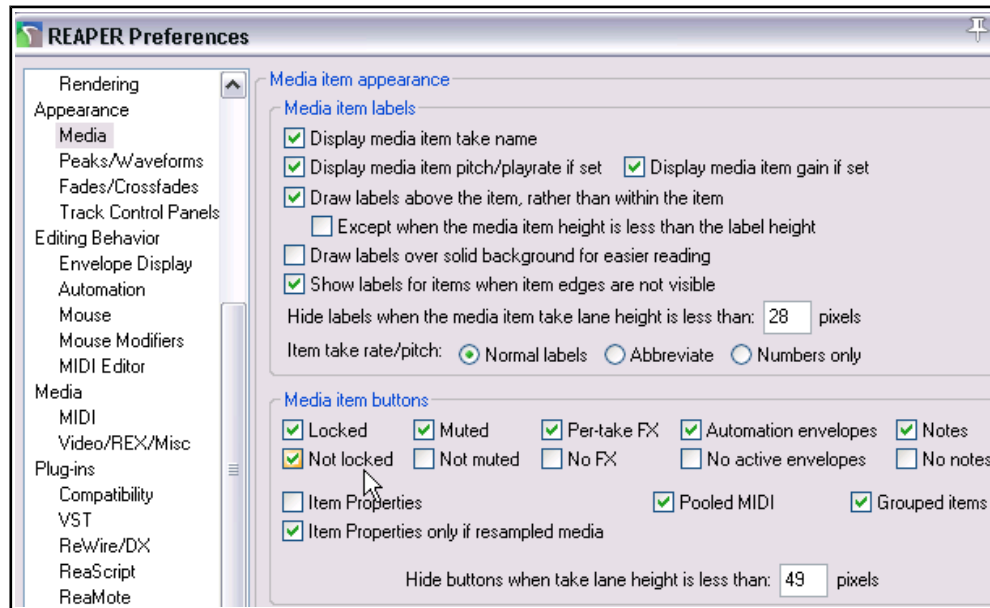 REAPER Preferences
Rendering
Appearance
Media
Peaks/Waveforms
Fades/Crossfades
Track Control Panels
Editing Behavior
Envelope Display
Automation
Mouse
Mouse Modifiers
MIDI Editor
Media
MIDI
Video/REX/Misc
Plug-ins
Compatibility
VST
ReWire/DX
ReaScript
ReaMote
Media item appearance
Media item labels
Display media item take name
Display media item pitch/playrate if set Display media item gain if set
Draw labels above the item, rather than within the item
Except when the media item height is less than the label height
Draw labels over solid background for easier reading
Show labels for items when item edges are not visible
Hide labels when the media item take lane height is less than: 28 pixels
Item take rate/pitch: Normal labels Abbreviate Numbers only
Media item buttons
Locked Muted Per-take FX Automation envelopes Notes
Not locked Not muted No FX No active envelopes No notes
Item Properties Pooled MIDI Grouped items
Item Properties only if resampled media
Hide buttons when take lane height is less than: 49 pixels